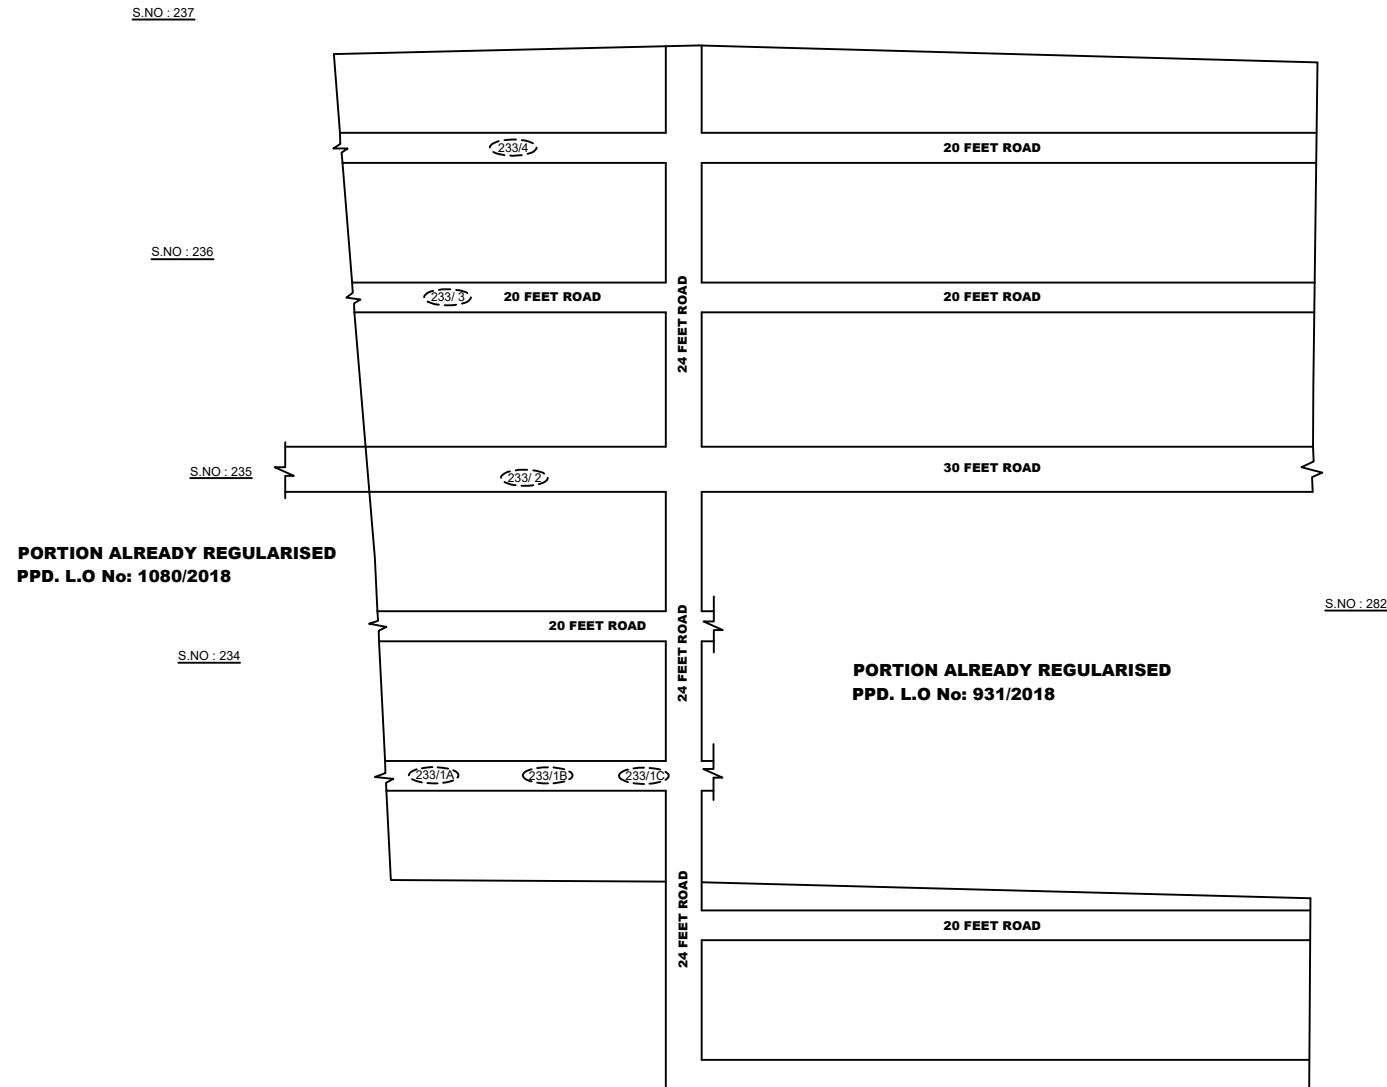 S.NO : 237
233/4
20 FEET ROAD
S.NO : 236
233/ 3
20 FEET ROAD
20 FEET ROAD
24 FEET ROAD
S.NO : 235
233/ 2
30 FEET ROAD
PORTION ALREADY REGULARISED
PPD. L.O No: 1080/2018
S.NO : 282
20 FEET ROAD
24 FEET ROAD
S.NO : 234
PORTION ALREADY REGULARISED
PPD. L.O No: 931/2018
233/1A
233/1B
233/1C
24 FEET ROAD
20 FEET ROAD